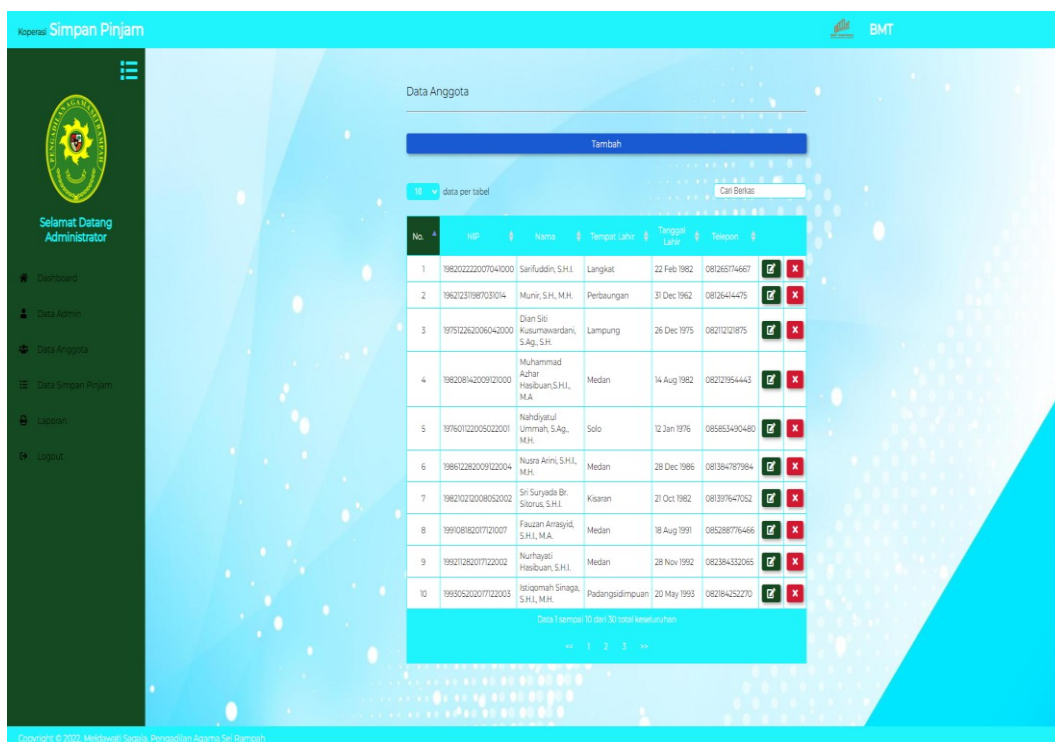 Koperasi Simpan Pinjam
BMT
PENGADILAN AGAMA SEI RAMPAH
Selamat Datang
Administrator
Dashboard
Data Admin
Data Anggota
Data Simpan Pinjam
Laporan
Logout
Data Anggota
Tambah
10 data per tabel
Cari Berkas
No. NIP Nama Tempat Lahir Tanggal Lahir Telepon
1 198202222007041000 Sarifuddin, S.H.I. Langkat 22 Feb 1982 081265174667
2 196212311987031014 Munir, S.H., M.H. Perbaungan 31 Dec 1962 08126414475
3 197512262006042000 Dian Siti Kusumawardani, S.Ag., S.H. Lampung 26 Dec 1975 082112121875
4 198208142009121000 Muhammad Azhar Hasibuan,S.H.I., M.A Medan 14 Aug 1982 082121954443
5 197601122005022001 Nahdiyatul Ummah, S.Ag., M.H. Solo 12 Jan 1976 085853490480
6 198612282009122004 Nusra Arini, S.H.I., M.H. Medan 28 Dec 1986 081384787984
7 198210212008052002 Sri Suryada Br. Sitorus, S.H.I. Kisaran 21 Oct 1982 081397647052
8 199108182017121007 Fauzan Arrasyid, S.H.I., M.A. Medan 18 Aug 1991 085288776466
9 199211282017122002 Nurhayati Hasibuan, S.H.I. Medan 28 Nov 1992 082384332065
10 199305202017122003 Istiqomah Sinaga, S.H.I., M.H. Padangsidimpuan 20 May 1993 082184252270
Data 1 sampai 10 dari 30 total keseluruhan
<< 1 2 3 >>
Copyright © 2022, Meldawati Sagala, Pengadilan Agama Sei Rampah